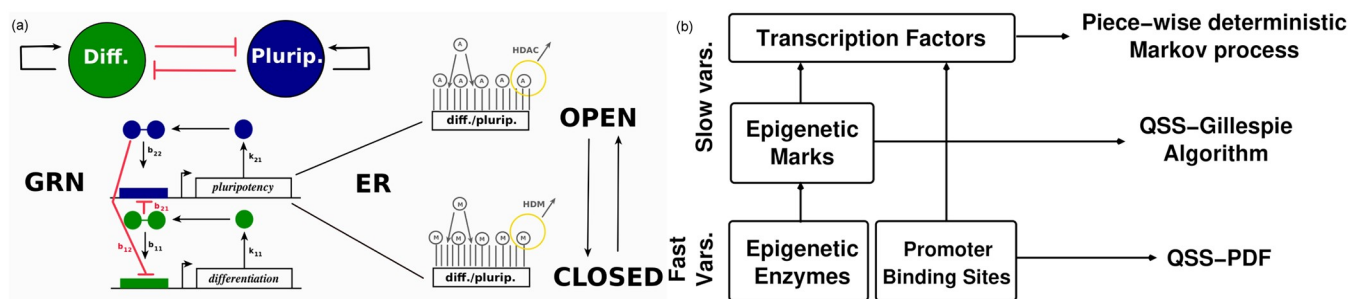 (a)
Diff.
Plurip.
GRN
b22
k21
pluripotency
b21
b12
b11
k11
differentiation
ER
A
HDAC
A A A A A
diff./plurip.
OPEN
M
HDM
M M M M M
diff./plurip.
CLOSED
(b)
Slow vars.
Fast
Vars.
Transcription Factors
Piece-wise deterministic
Markov process
Epigenetic
Marks
QSS-Gillespie
Algorithm
Epigenetic
Enzymes
Promoter
Binding Sites
QSS-PDF